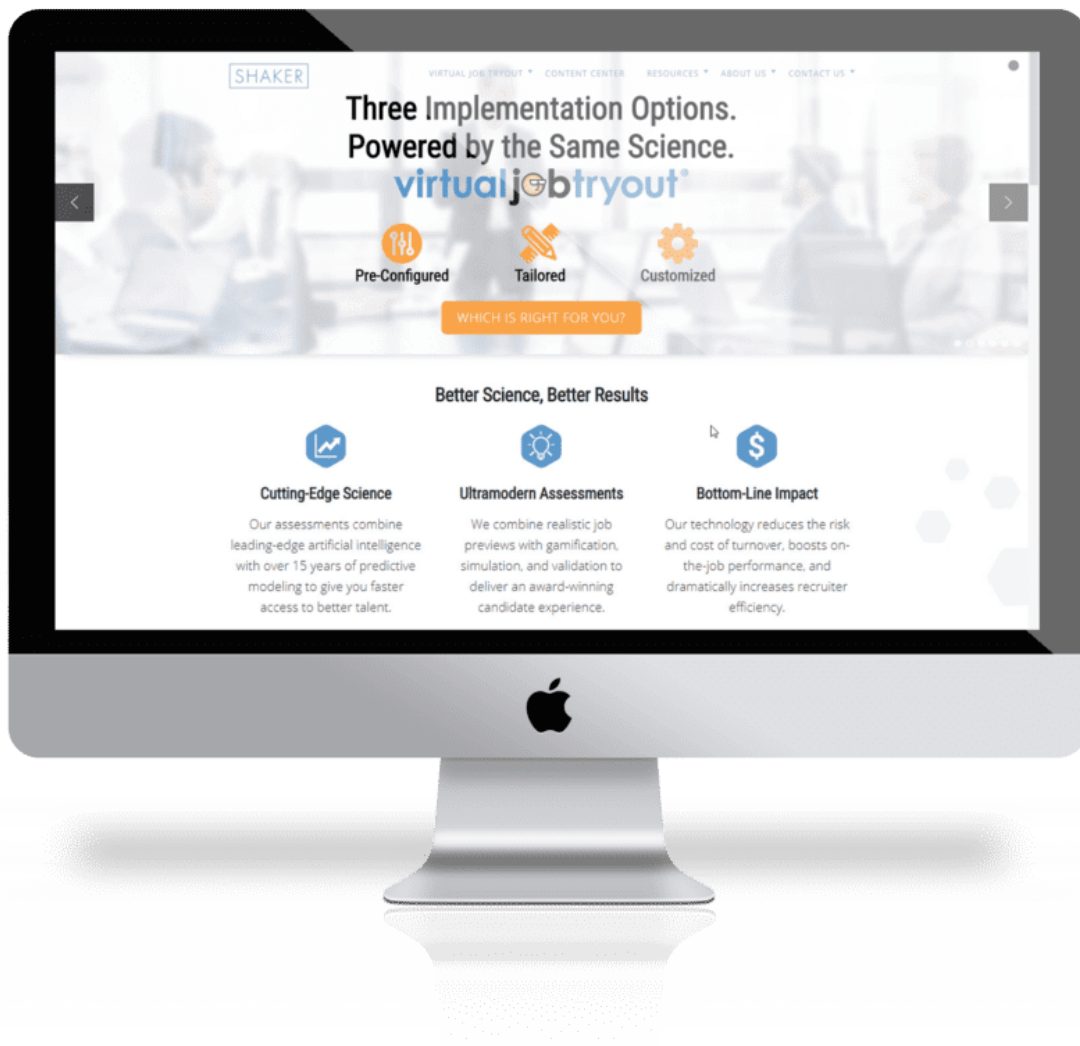 SHAKER
VIRTUAL JOB TRYOUT CONTENT CENTER RESOURCES ABOUT US CONTACT US
Three Implementation Options.
Powered by the Same Science.
virtualjobtryout®
Pre-Configured Tailored Customized
WHICH IS RIGHT FOR YOU?
Better Science, Better Results
Cutting-Edge Science
Our assessments combine
leading-edge artificial intelligence
with over 15 years of predictive
modeling to give you faster
access to better talent.
Ultramodern Assessments
We combine realistic job
previews with gamification,
simulation, and validation to
deliver an award-winning
candidate experience.
Bottom-Line Impact
Our technology reduces the risk
and cost of turnover, boosts on-
the-job performance, and
dramatically increases recruiter
efficiency.